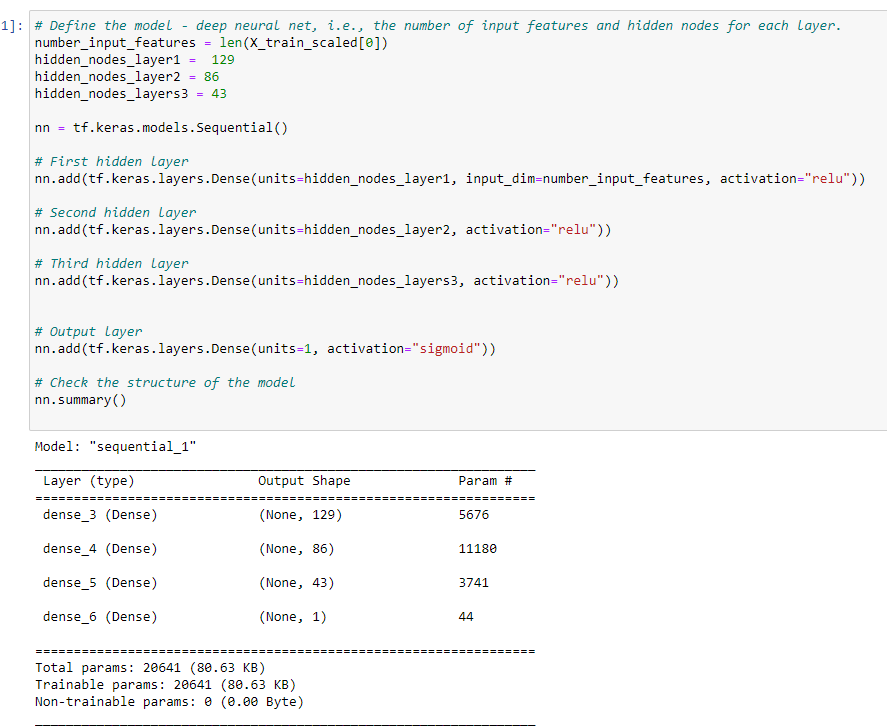 1]:
# Define the model - deep neural net, i.e., the number of input features and hidden nodes for each layer.
number_input_features = len(X_train_scaled[0])
hidden_nodes_layer1 =  129
hidden_nodes_layer2 = 86
hidden_nodes_layers3 = 43
nn = tf.keras.models.Sequential()
# First hidden layer
nn.add(tf.keras.layers.Dense(units=hidden_nodes_layer1, input_dim=number_input_features, activation="relu"))
# Second hidden layer
nn.add(tf.keras.layers.Dense(units=hidden_nodes_layer2, activation="relu"))
# Third hidden layer
nn.add(tf.keras.layers.Dense(units=hidden_nodes_layers3, activation="relu"))
# Output layer
nn.add(tf.keras.layers.Dense(units=1, activation="sigmoid"))
# Check the structure of the model
nn.summary()
Model: "sequential_1"
Layer (type) Output Shape Param #
dense_3 (Dense) (None, 129) 5676
dense_4 (Dense) (None, 86) 11180
dense_5 (Dense) (None, 43) 3741
dense_6 (Dense) (None, 1) 44
Total params: 20641 (80.63 KB)
Trainable params: 20641 (80.63 KB)
Non-trainable params: 0 (0.00 Byte)